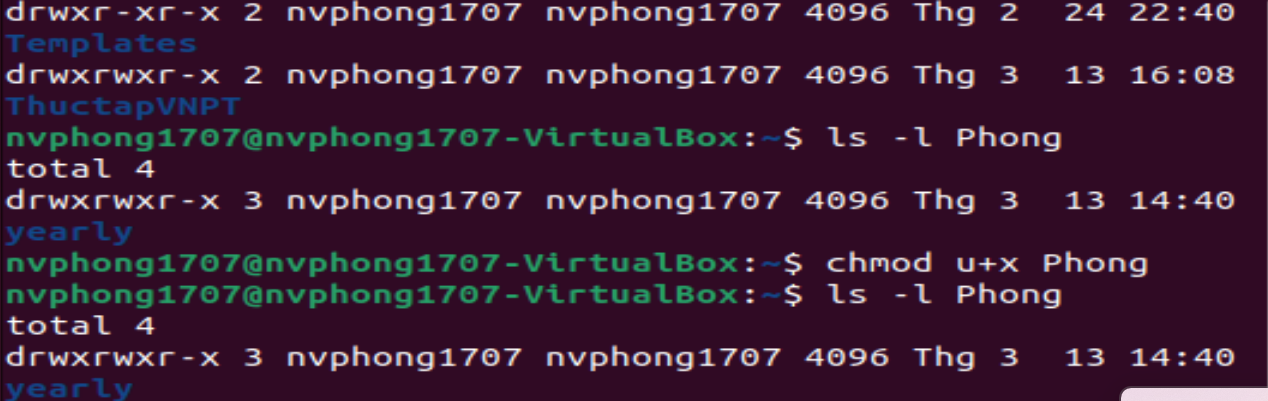 drwxr-xr-x 2 nvphong1707 nvphong1707 4096 Thg 2  24 22:40
Templates
drwxrwxr-x 2 nvphong1707 nvphong1707 4096 Thg 3  13 16:08
ThuctapVNPT
nvphong1707@nvphong1707-VirtualBox:~$ ls -l Phong
total 4
drwxrwxr-x 3 nvphong1707 nvphong1707 4096 Thg 3  13 14:40
yearly
nvphong1707@nvphong1707-VirtualBox:~$ chmod u+x Phong
nvphong1707@nvphong1707-VirtualBox:~$ ls -l Phong
total 4
drwxrwxr-x 3 nvphong1707 nvphong1707 4096 Thg 3  13 14:40
yearly